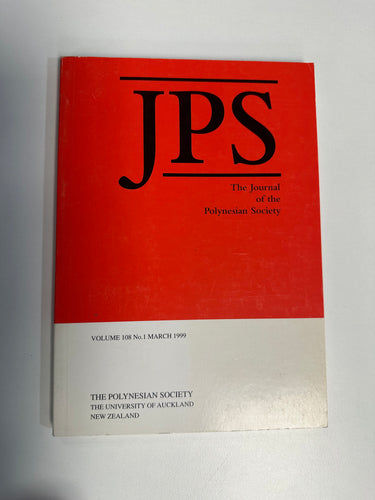 JPS
The Journal
of the
Polynesian Society
VOLUME 108 No.1 MARCH 1999
THE POLYNESIAN SOCIETY
THE UNIVERSITY OF AUCKLAND
NEW ZEALAND